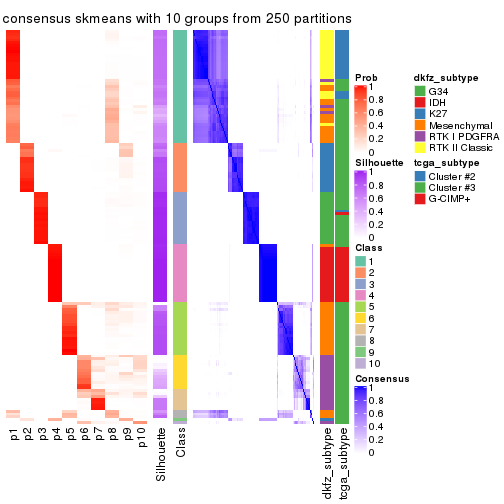 consensus skmeans with 10 groups from 250 partitions
Prob
1
0.8
0.6
0.4
0.2
0
Silhouette
1
0.8
0.6
0.4
0.2
0
Class
1
2
3
4
5
6
7
8
9
10
Consensus
1
0.8
0.6
0.4
0.2
0
dkfz_subtype
G34
IDH
K27
Mesenchymal
RTK I PDGFRA
RTK II Classic
tcga_subtype
Cluster #2
Cluster #3
G-CIMP+
p1
p2
p3
p4
p5
p6
p7
p8
p9
p10
Silhouette
Class
dkfz_subtype
tcga_subtype